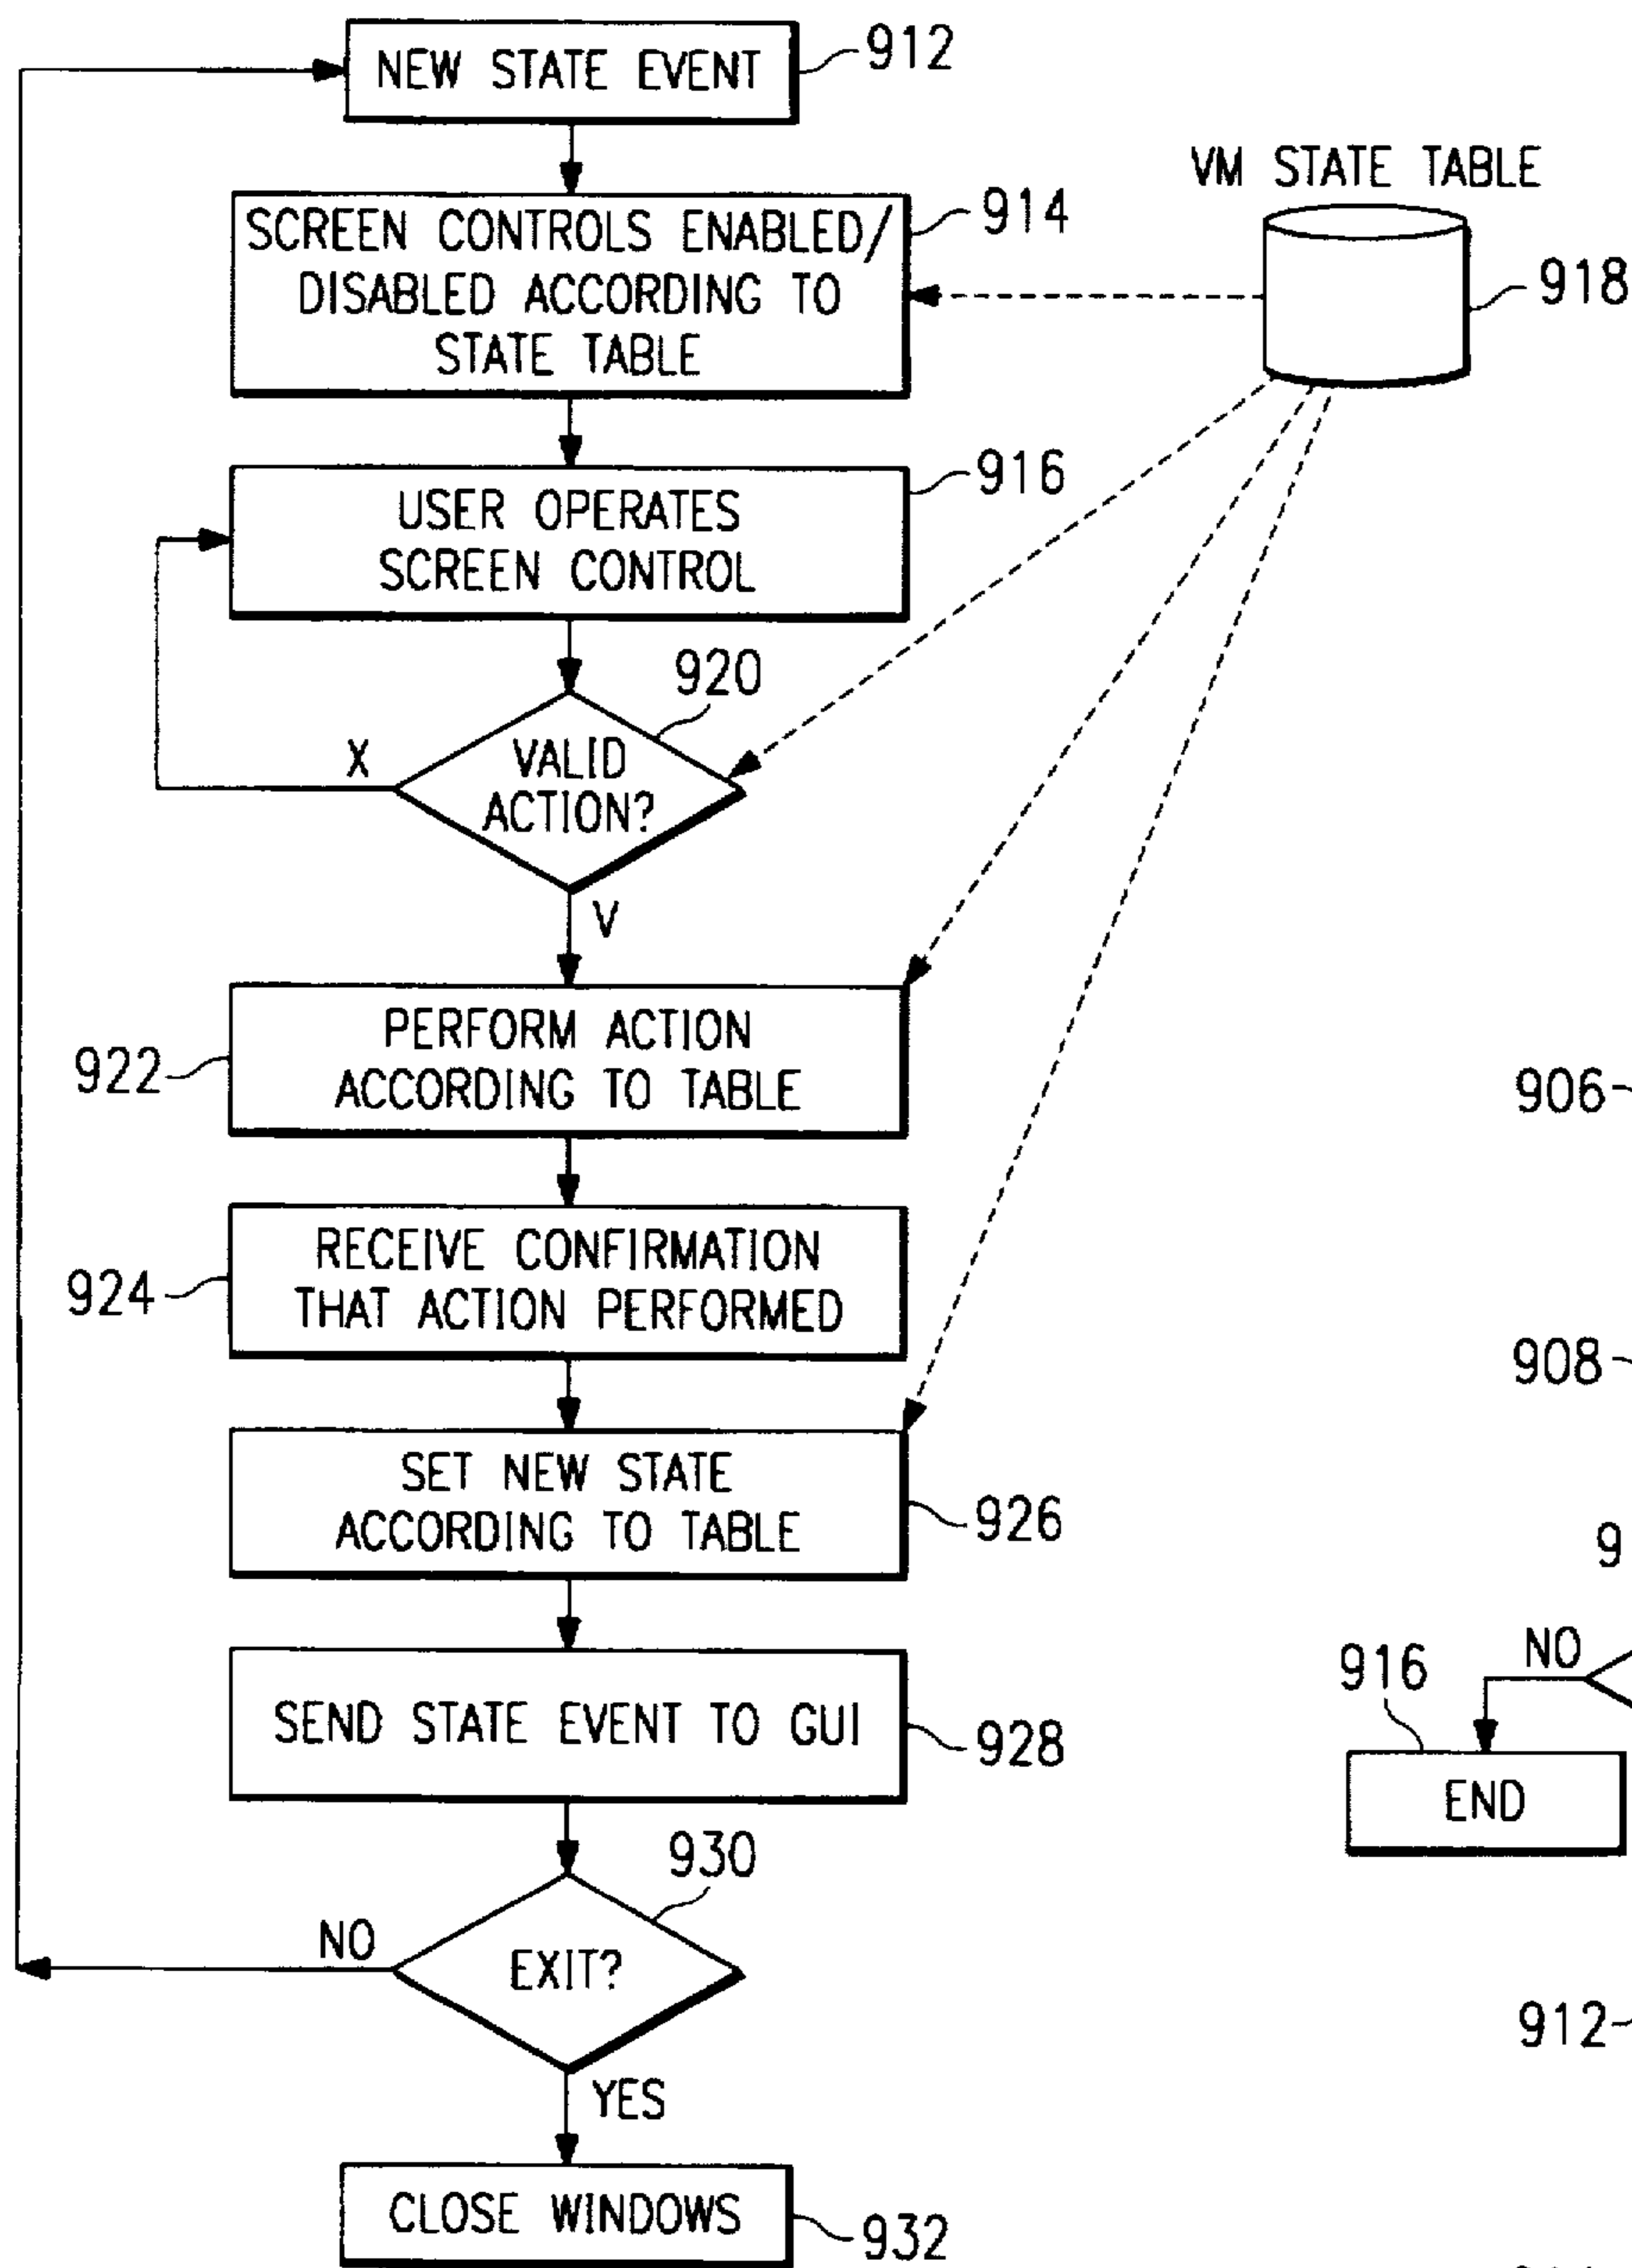 NEW STATE EVENT
912
VM STATE TABLE
918
SCREEN CONTROLS ENABLED/
DISABLED ACCORDING TO
STATE TABLE
914
USER OPERATES
SCREEN CONTROL
916
920
VALID
ACTION?
X
V
PERFORM ACTION
ACCORDING TO TABLE
922
RECEIVE CONFIRMATION
THAT ACTION PERFORMED
924
SET NEW STATE
ACCORDING TO TABLE
926
SEND STATE EVENT TO GUI
928
930
EXIT?
NO
YES
CLOSE WINDOWS
932
906
908
9
NO
916
END
912